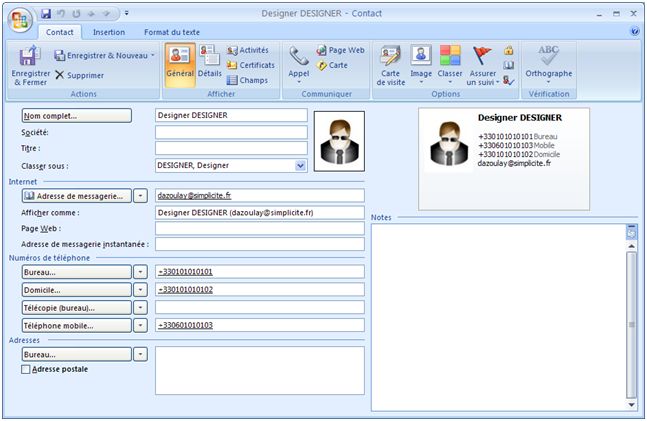 Designer DESIGNER - Contact
Contact Insertion Format du texte
Enregistrer & Fermer
Enregistrer & Nouveau
Supprimer
Actions
Général
Détails
Activités
Certificats
Champs
Afficher
Appel
Page Web
Carte
Communiquer
Carte de visite
Image
Classer
Assurer un suivi
Options
ABC
Orthographe
Vérification
Nom complet... Designer DESIGNER
Société:
Titre :
Classer sous : DESIGNER, Designer
Internet
Adresse de messagerie... dazoulay@simplicite.fr
Afficher comme : Designer DESIGNER (dazoulay@simplicite.fr)
Page Web :
Adresse de messagerie instantanée :
Numéros de téléphone
Bureau... +330101010101
Domicile... +330101010102
Télécopie (bureau)...
Téléphone mobile... +330601010103
Adresses
Bureau...
Adresse postale
Designer DESIGNER
+330101010101 Bureau
+330601010103 Mobile
+330101010102 Domicile
dazoulay@simplicite.fr
Notes